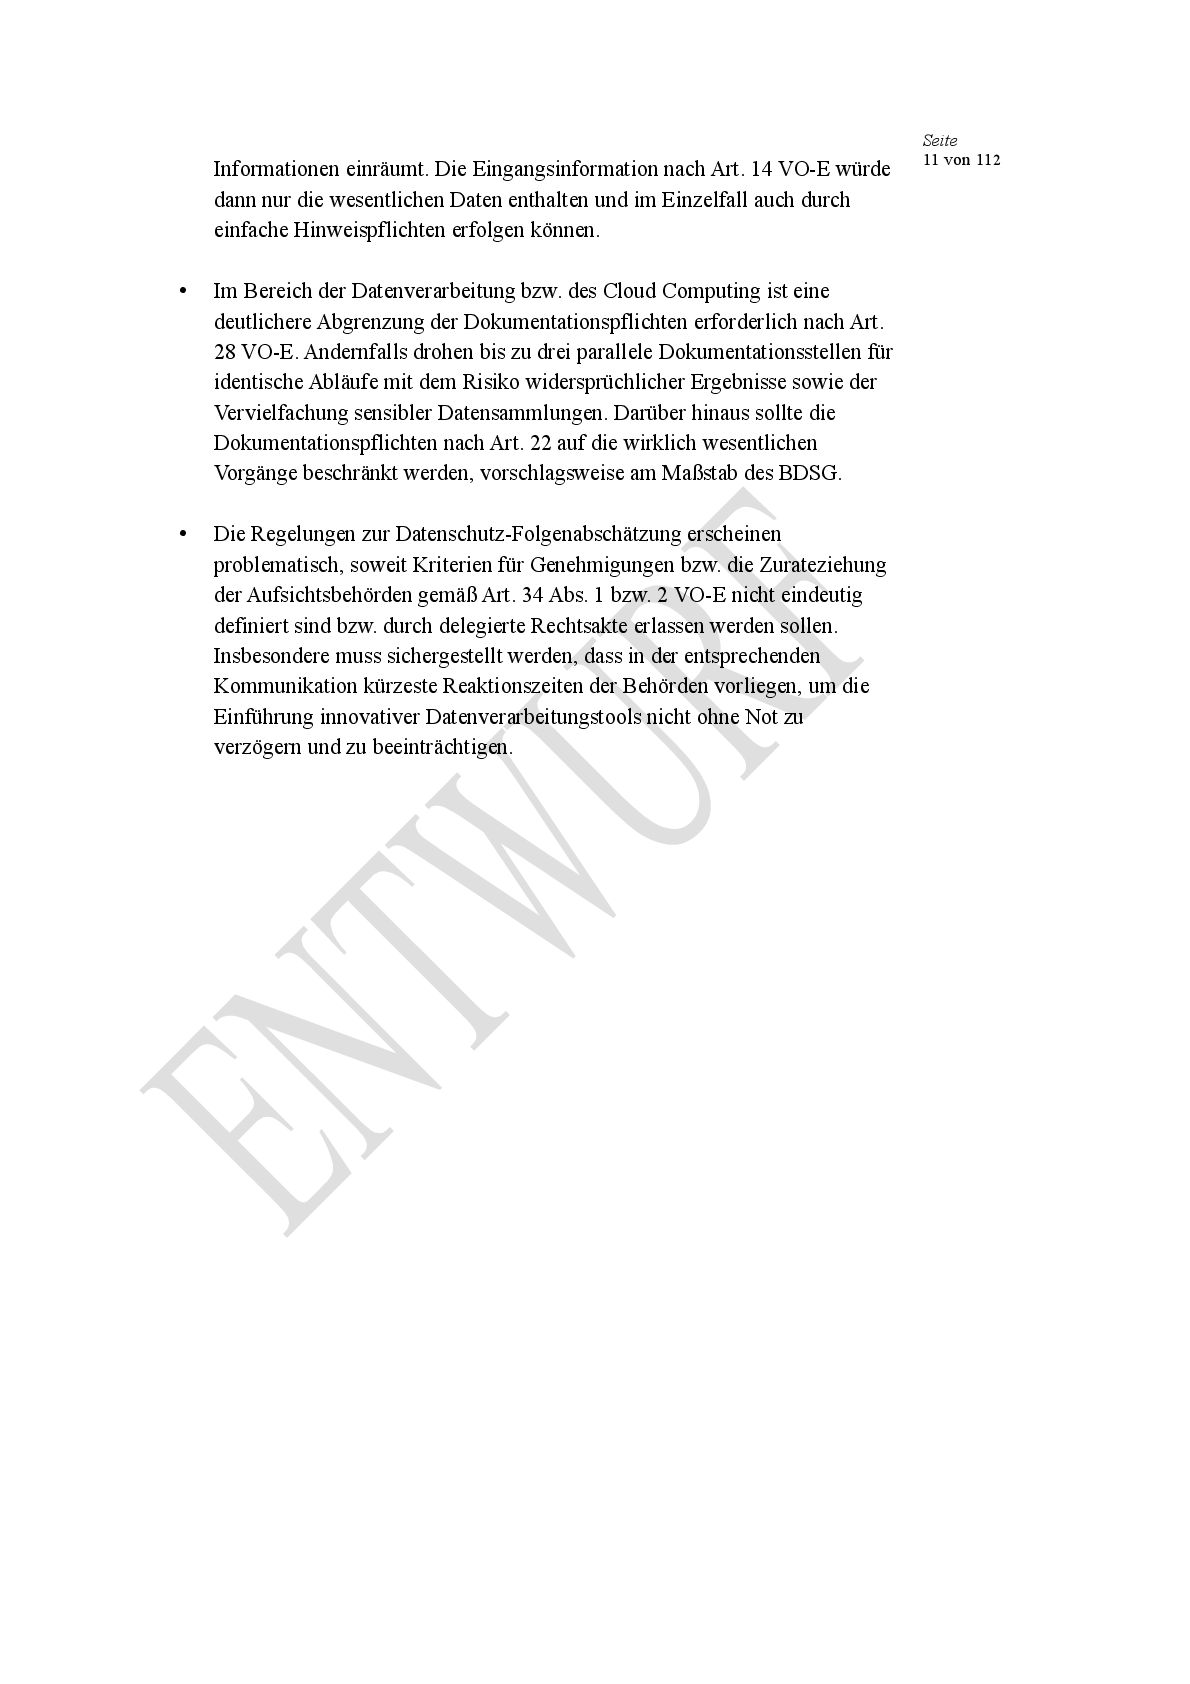 Seite
11 von 112
Informationen einräumt. Die Eingangsinformation nach Art. 14 VO-E würde
dann nur die wesentlichen Daten enthalten und im Einzelfall auch durch
einfache Hinweispflichten erfolgen können.
• Im Bereich der Datenverarbeitung bzw. des Cloud Computing ist eine
deutlichere Abgrenzung der Dokumentationspflichten erforderlich nach Art.
28 VO-E. Andernfalls drohen bis zu drei parallele Dokumentationsstellen für
identische Abläufe mit dem Risiko widersprüchlicher Ergebnisse sowie der
Vervielfachung sensibler Datensammlungen. Darüber hinaus sollte die
Dokumentationspflichten nach Art. 22 auf die wirklich wesentlichen
Vorgänge beschränkt werden, vorschlagsweise am Maßstab des BDSG.
• Die Regelungen zur Datenschutz-Folgenabschätzung erscheinen
problematisch, soweit Kriterien für Genehmigungen bzw. die Zurateziehung
der Aufsichtsbehörden gemäß Art. 34 Abs. 1 bzw. 2 VO-E nicht eindeutig
definiert sind bzw. durch delegierte Rechtsakte erlassen werden sollen.
Insbesondere muss sichergestellt werden, dass in der entsprechenden
Kommunikation kürzeste Reaktionszeiten der Behörden vorliegen, um die
Einführung innovativer Datenverarbeitungstools nicht ohne Not zu
verzögern und zu beeinträchtigen.
ENTWURF